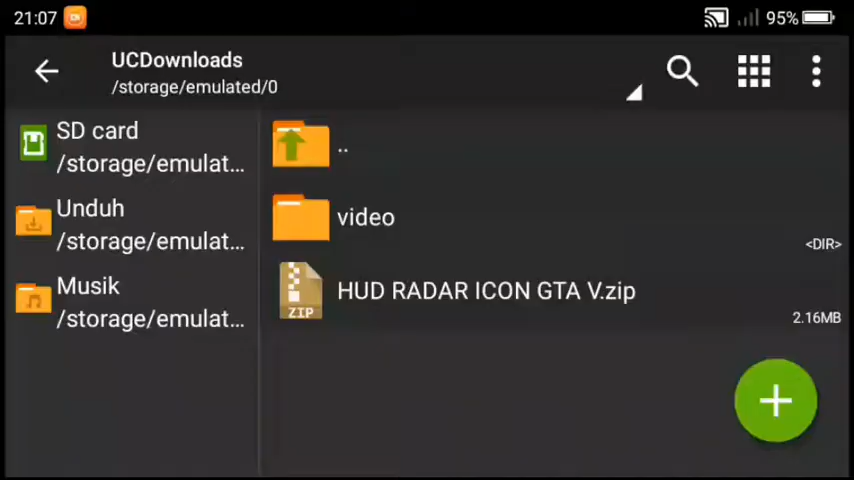 21:07
95%
UCDownloads
/storage/emulated/0
SD card
/storage/emulat...
Unduh
/storage/emulat...
Musik
/storage/emulat...
..
video
<DIR>
HUD RADAR ICON GTA V.zip
ZIP
2.16MB